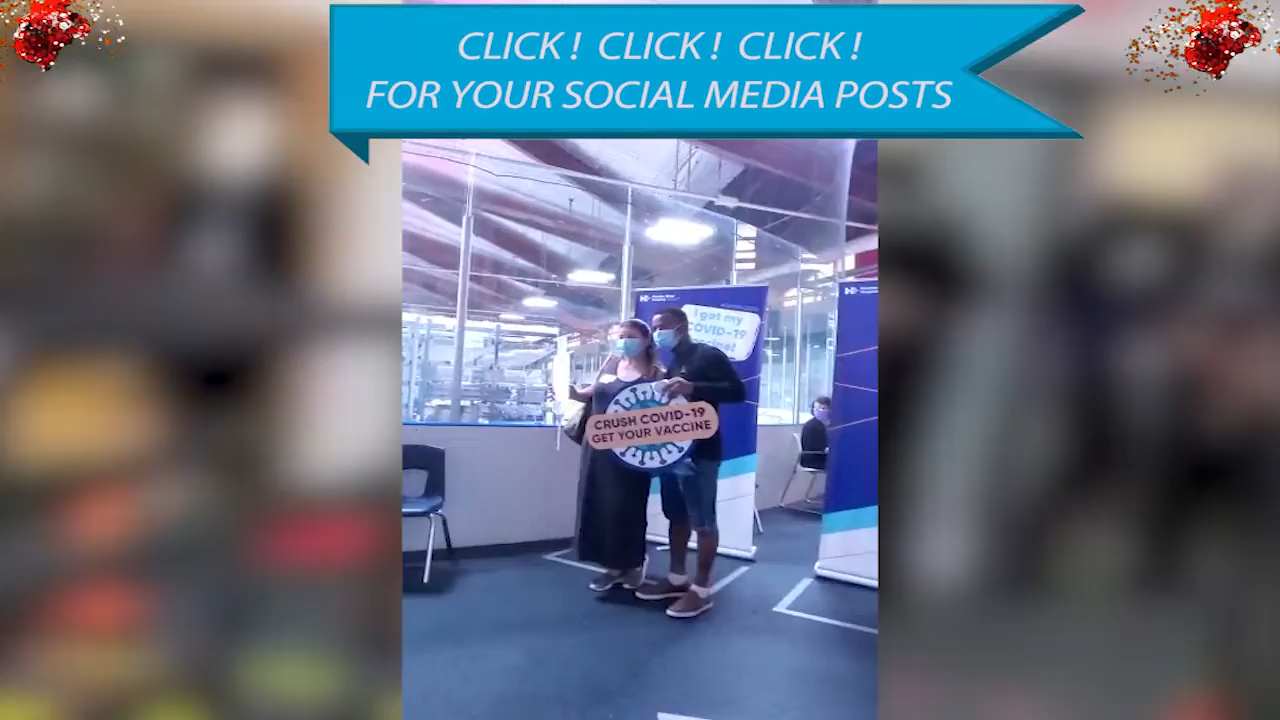 CLICK! CLICK! CLICK!
FOR YOUR SOCIAL MEDIA POSTS
I got my
COVID-19
CRUSH COVID-19
GET YOUR VACCINE